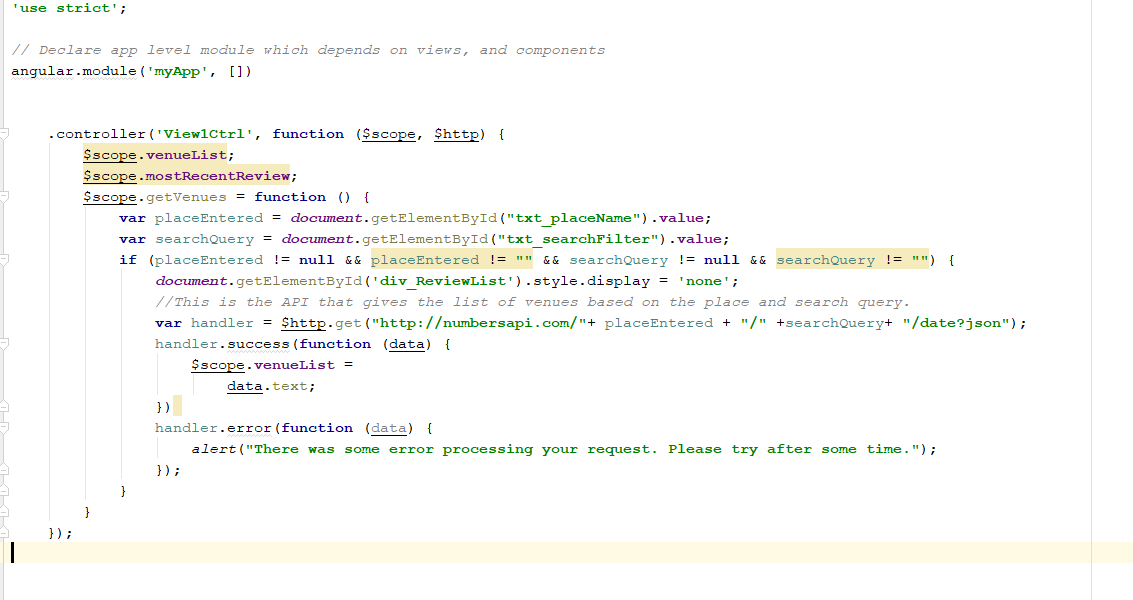 'use strict';
// Declare app level module which depends on views, and components
angular.module('myApp', [])
.controller('View1Ctrl', function ($scope, $http) {
$scope.venueList;
$scope.mostRecentReview;
$scope.getVenues = function () {
var placeEntered = document.getElementById("txt_placeName").value;
var searchQuery = document.getElementById("txt_searchFilter").value;
if (placeEntered != null && placeEntered != "" && searchQuery != null && searchQuery != "") {
document.getElementById('div_ReviewList').style.display = 'none';
//This is the API that gives the list of venues based on the place and search query.
var handler = $http.get("http://numbersapi.com/"+ placeEntered + "/" +searchQuery+ "/date?json");
handler.success(function (data) {
$scope.venueList =
data.text;
})
handler.error(function (data) {
alert("There was some error processing your request. Please try after some time.");
});
}
}
});